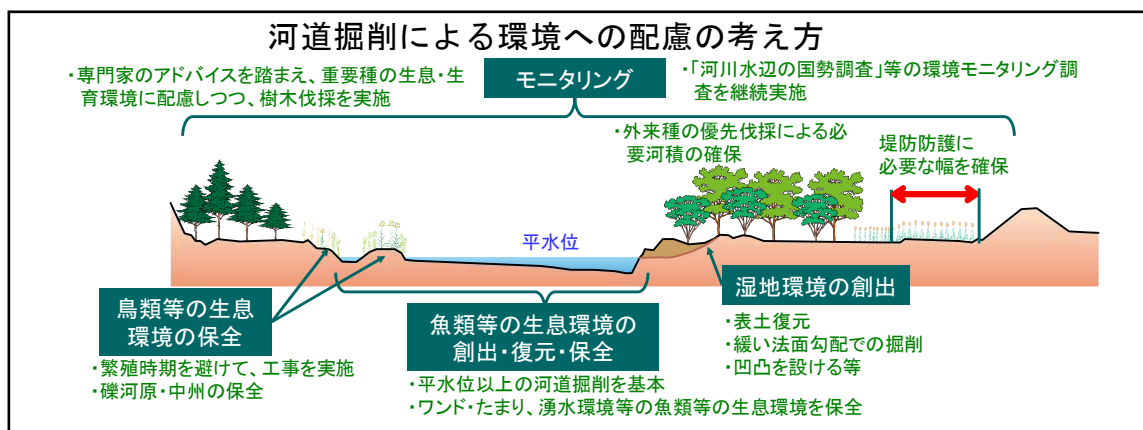 河道掘削による環境への配慮の考え方
・専門家のアドバイスを踏まえ、重要種の生息・生
育環境に配慮しつつ、樹木伐採を実施
モニタリング
・「河川水辺の国勢調査」等の環境モニタリング調
査を継続実施
・外来種の優先伐採による必
要河積の確保
堤防防護に
必要な幅を確保
平水位
鳥類等の生息
環境の保全
・繁殖時期を避けて、工事を実施
・礫河原・中州の保全
魚類等の生息環境の
創出・復元・保全
・平水位以上の河道掘削を基本
・ワンド・たまり、湧水環境等の魚類等の生息環境を保全
湿地環境の創出
・表土復元
・緩い法面勾配での掘削
・凹凸を設ける等